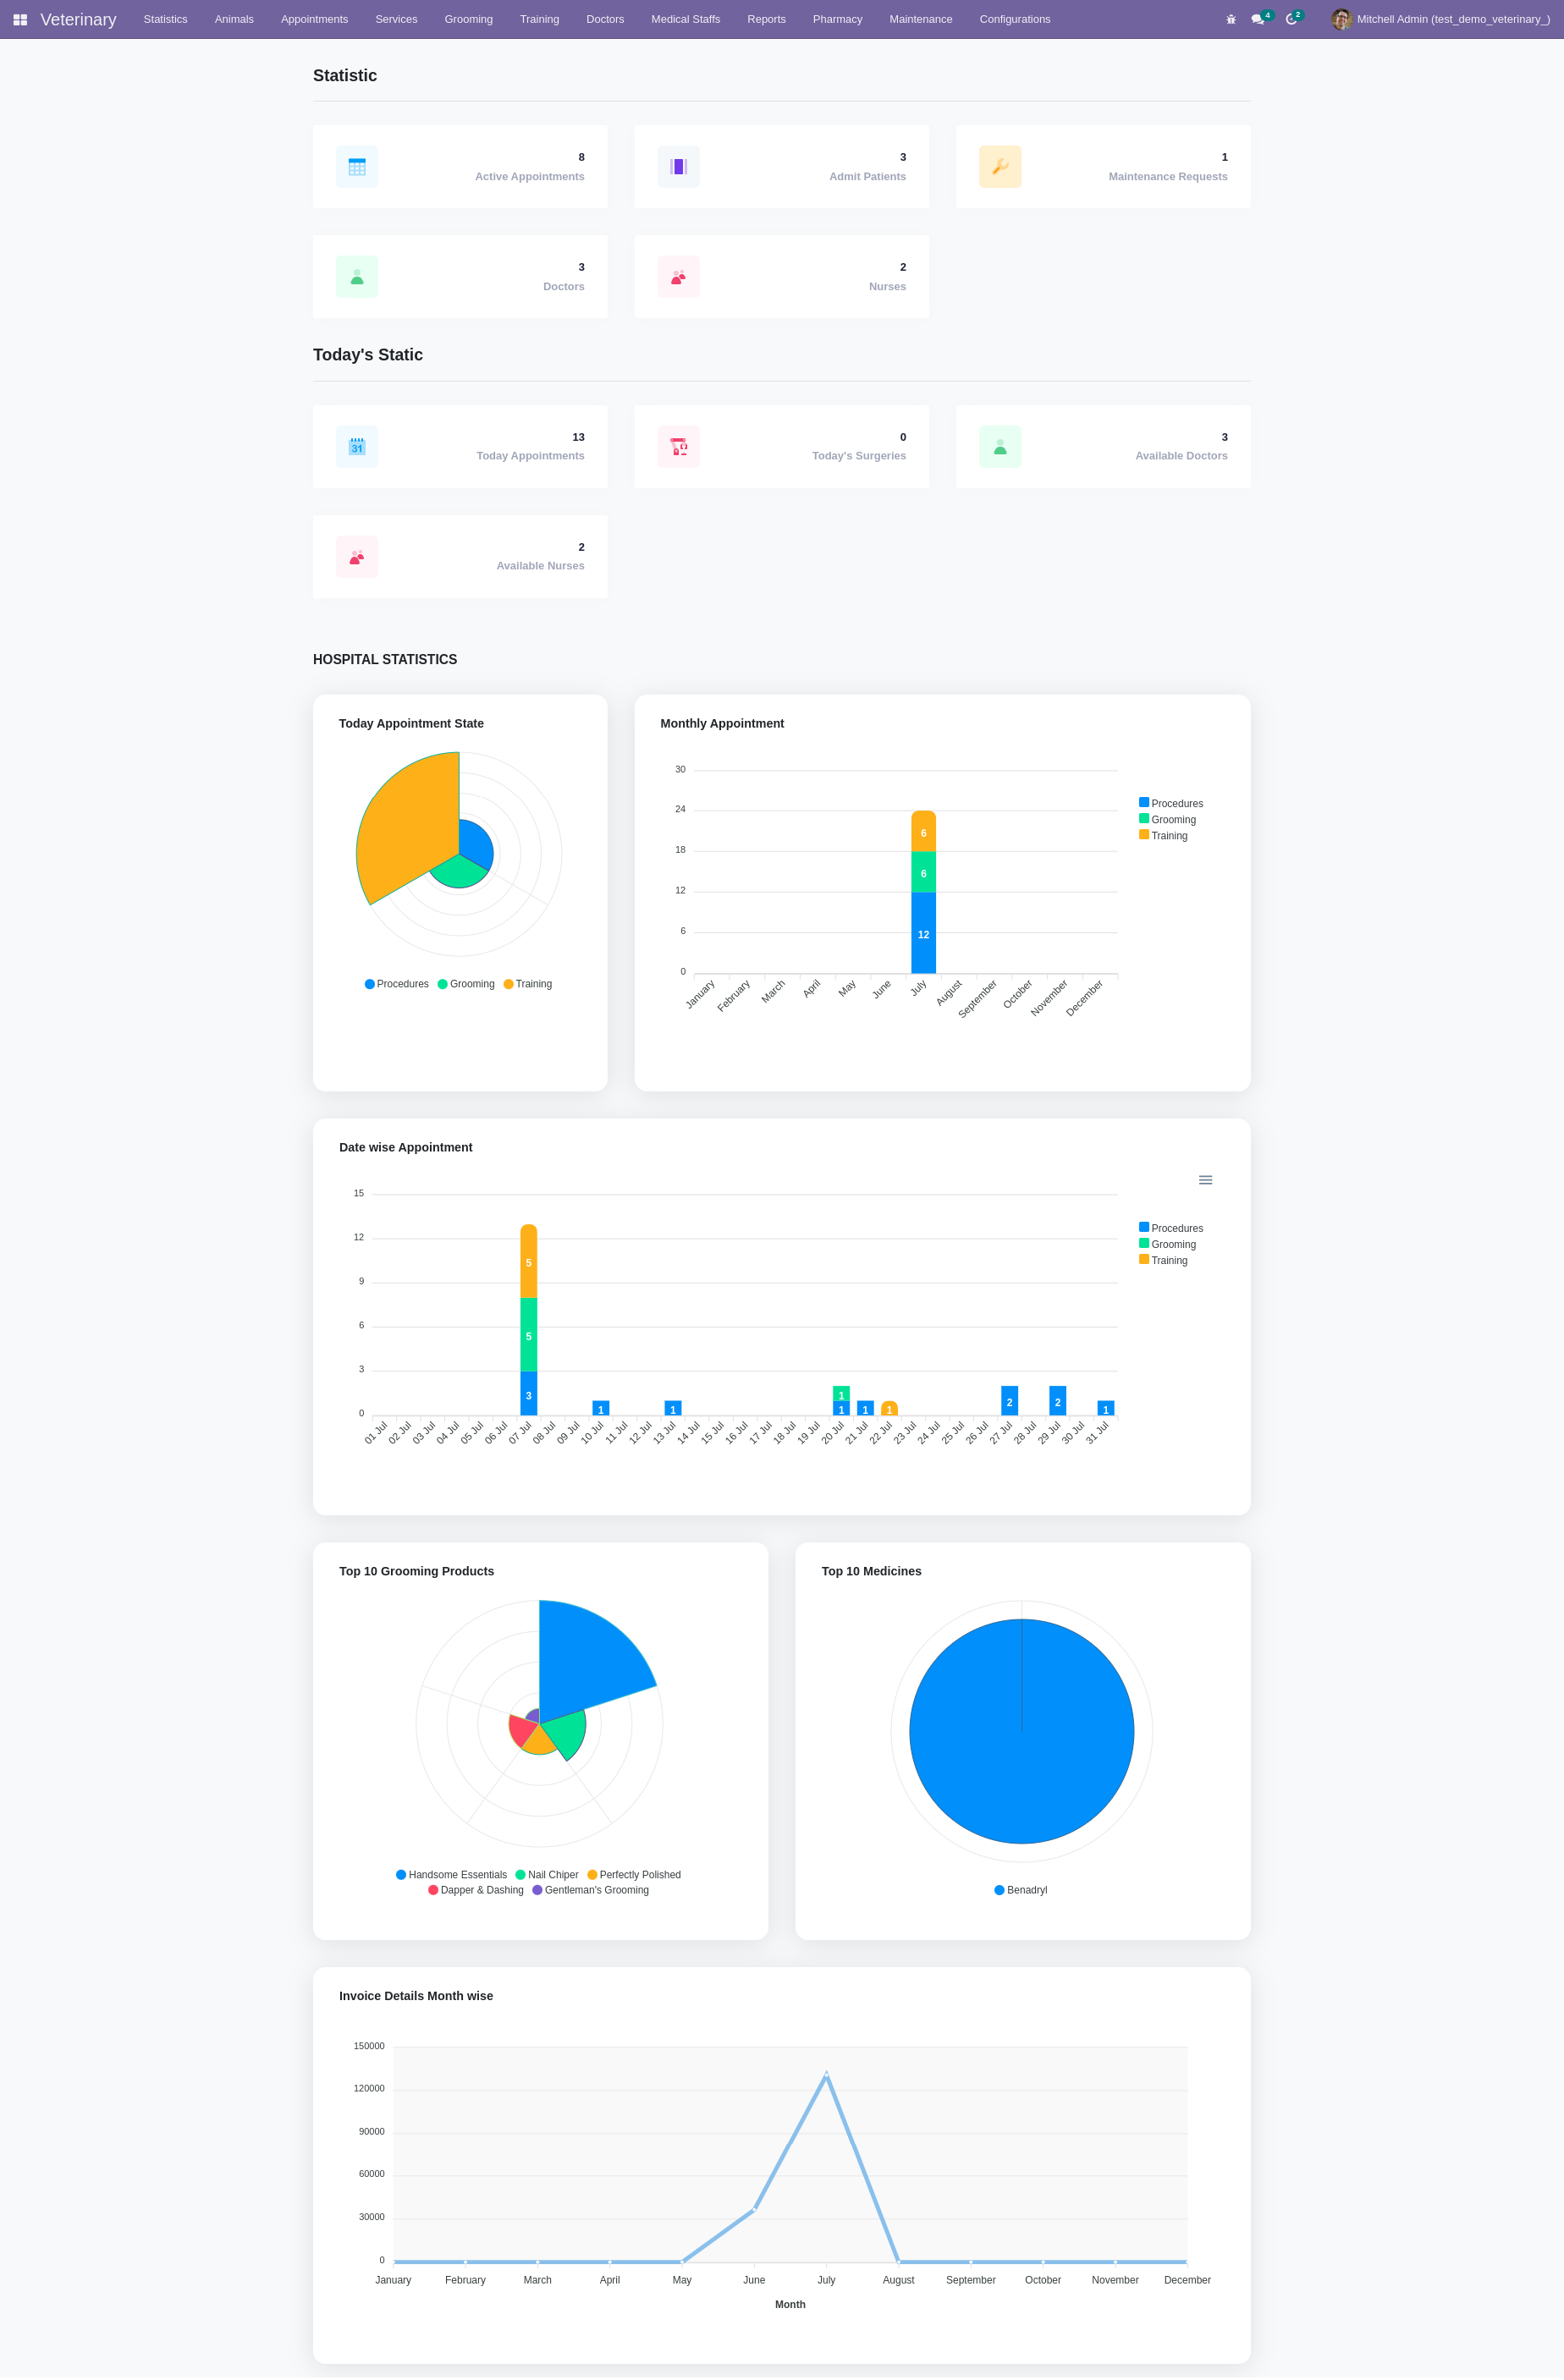 Veterinary Statistics Animals Appointments Services Grooming Training Doctors Medical Staffs Reports Pharmacy Maintenance Configurations 4 2 Mitchell Admin (test_demo_veterinary_)
Statistic
8
Active Appointments
3
Admit Patients
1
Maintenance Requests
3
Doctors
2
Nurses
Today's Static
31
13
Today Appointments
0
Today's Surgeries
3
Available Doctors
2
Available Nurses
HOSPITAL STATISTICS
Today Appointment State
Procedures Grooming Training
Monthly Appointment
30
24
18
12
6
0
6
6
12
January February March April May June July August September October November December
Procedures
Grooming
Training
Date wise Appointment
15
12
9
6
3
0
5
5
3
1
1
1
1
1
1
2
2
1
01 Jul 02 Jul 03 Jul 04 Jul 05 Jul 06 Jul 07 Jul 08 Jul 09 Jul 10 Jul 11 Jul 12 Jul 13 Jul 14 Jul 15 Jul 16 Jul 17 Jul 18 Jul 19 Jul 20 Jul 21 Jul 22 Jul 23 Jul 24 Jul 25 Jul 26 Jul 27 Jul 28 Jul 29 Jul 30 Jul 31 Jul
Procedures
Grooming
Training
Top 10 Grooming Products
Handsome Essentials Nail Chiper Perfectly Polished
Dapper & Dashing Gentleman's Grooming
Top 10 Medicines
Benadryl
Invoice Details Month wise
150000
120000
90000
60000
30000
0
January February March April May June July August September October November December
Month